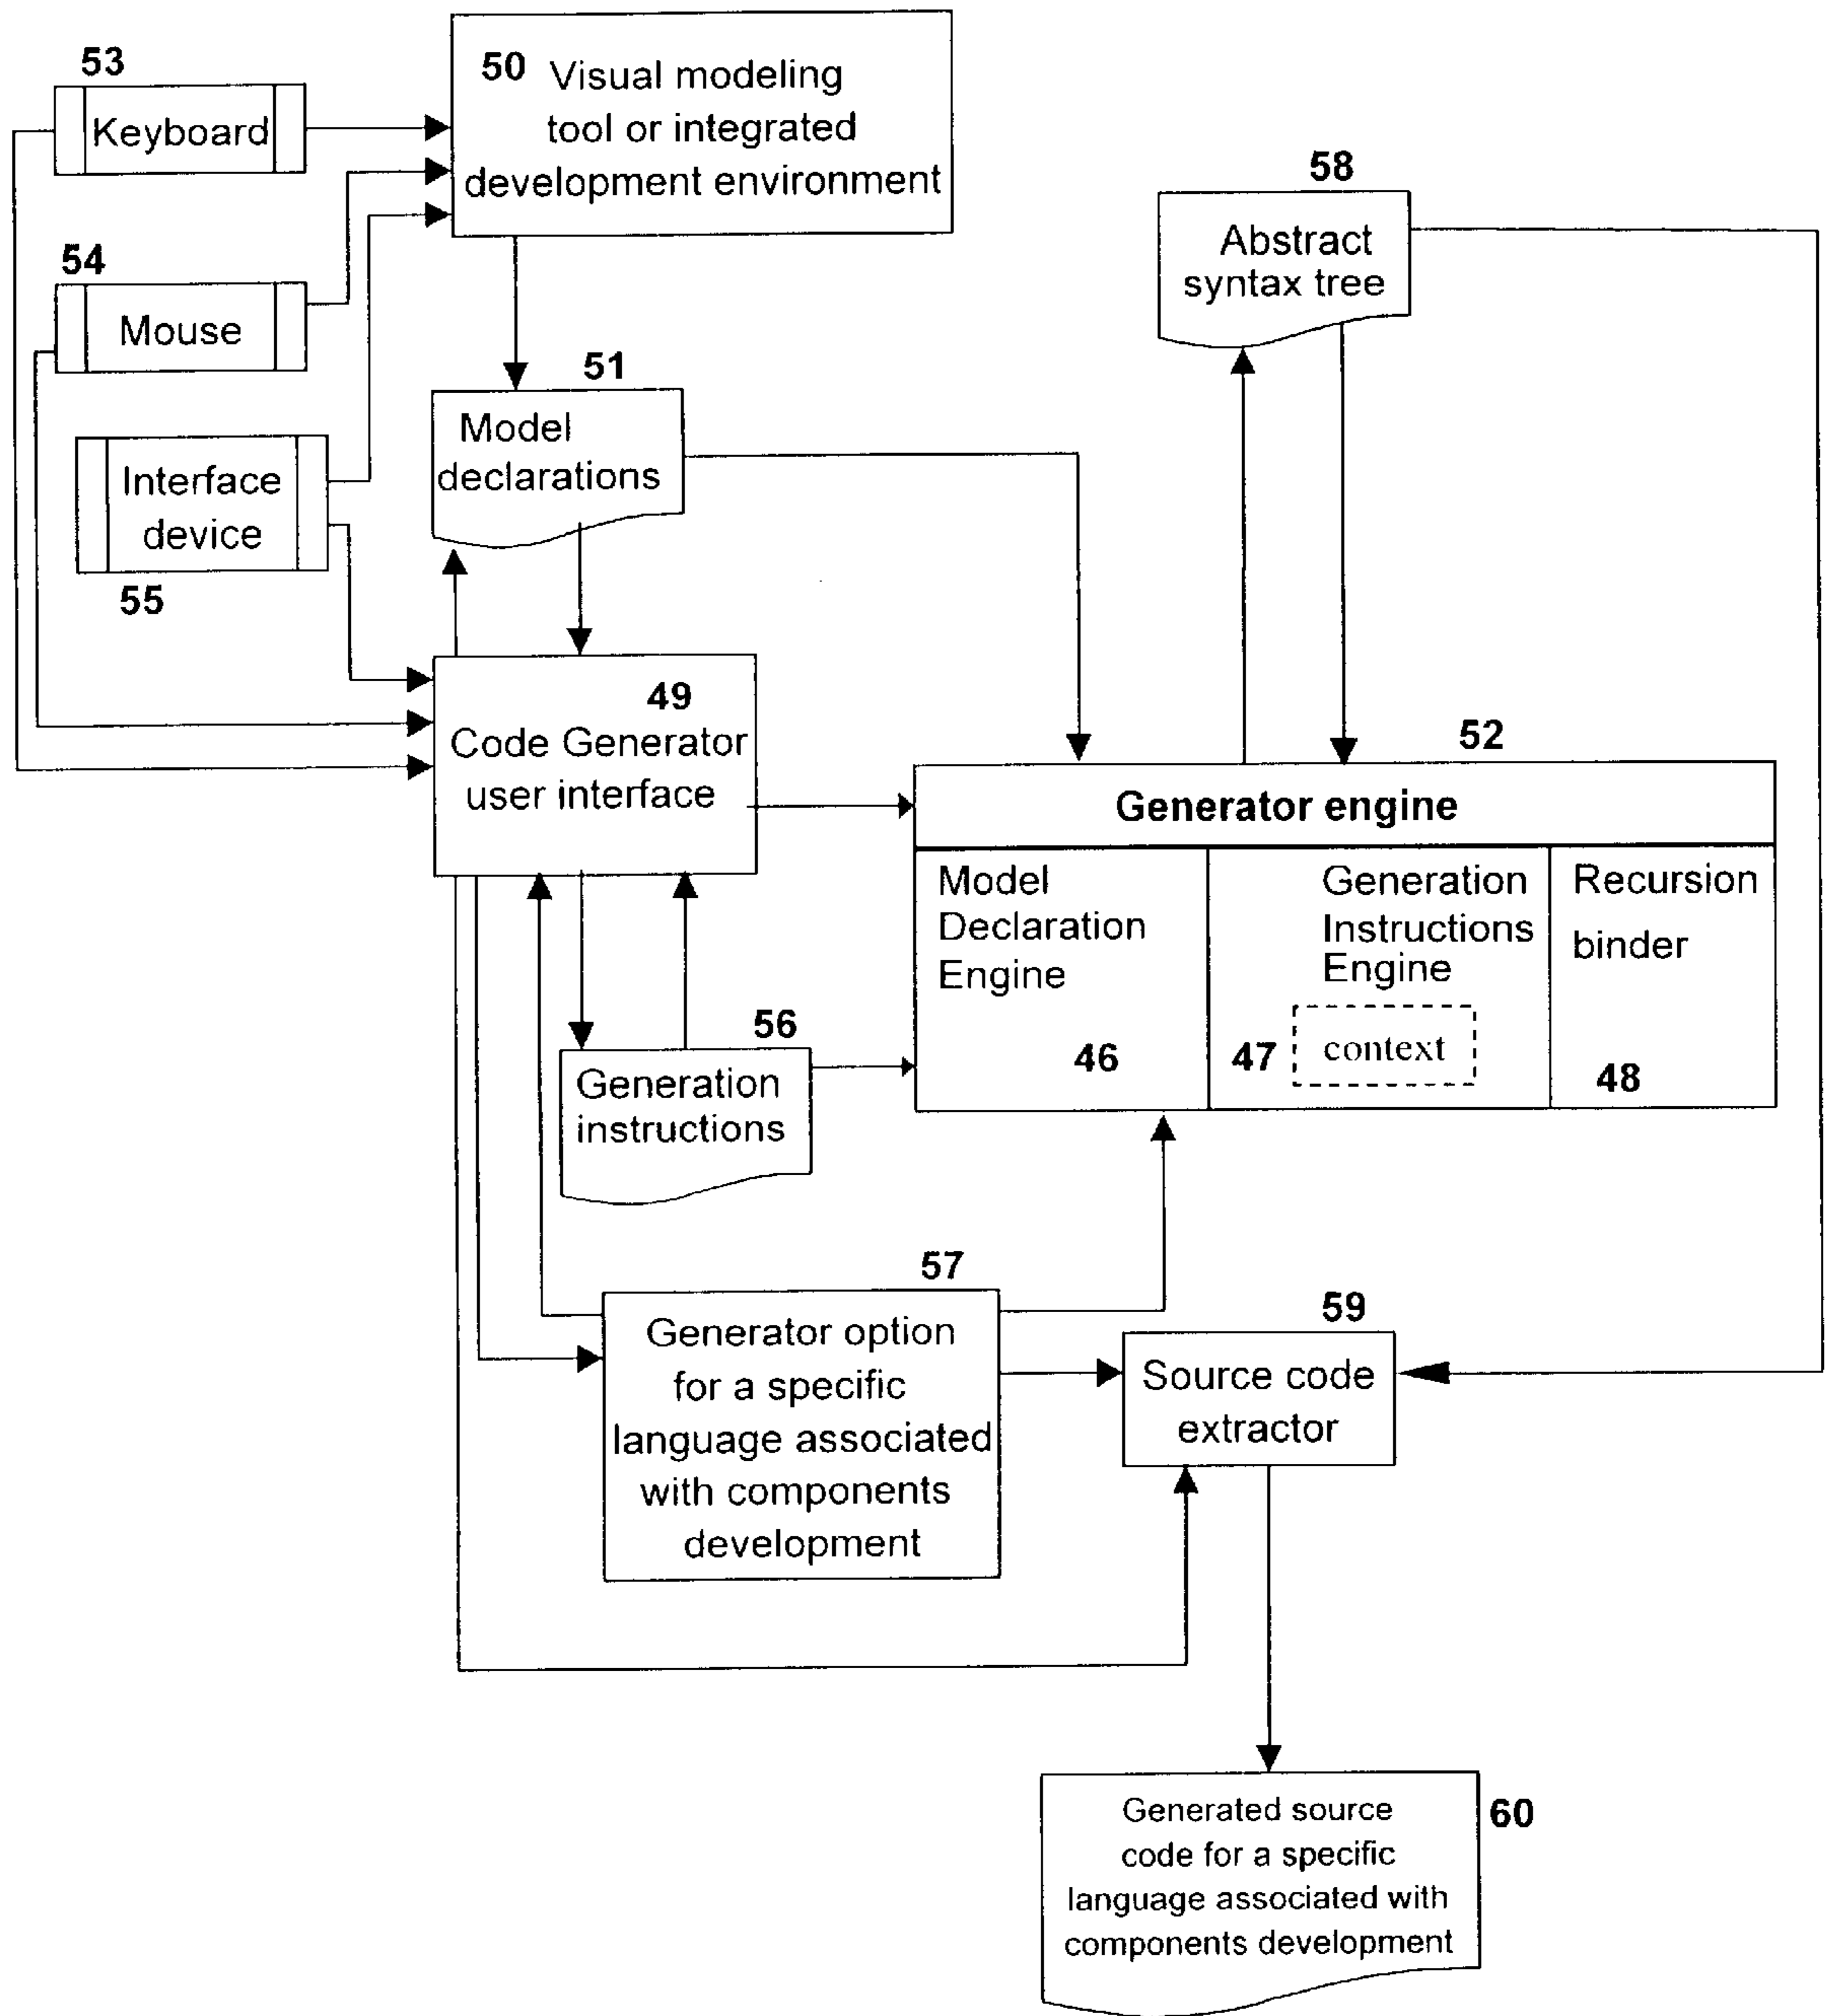 53
Keyboard
50 Visual modeling
tool or integrated
development environment
54
Mouse
58
Abstract
syntax tree
51
Model
declarations
Interface
device
55
49
Code Generator
user interface
52
Generator engine
Model
Declaration
Engine
46
Generation
Instructions
Engine
47
context
Recursion
binder
48
56
Generation
instructions
57
Generator option
for a specific
language associated
with components
development
59
Source code
extractor
Generated source
code for a specific
language associated with
components development
60